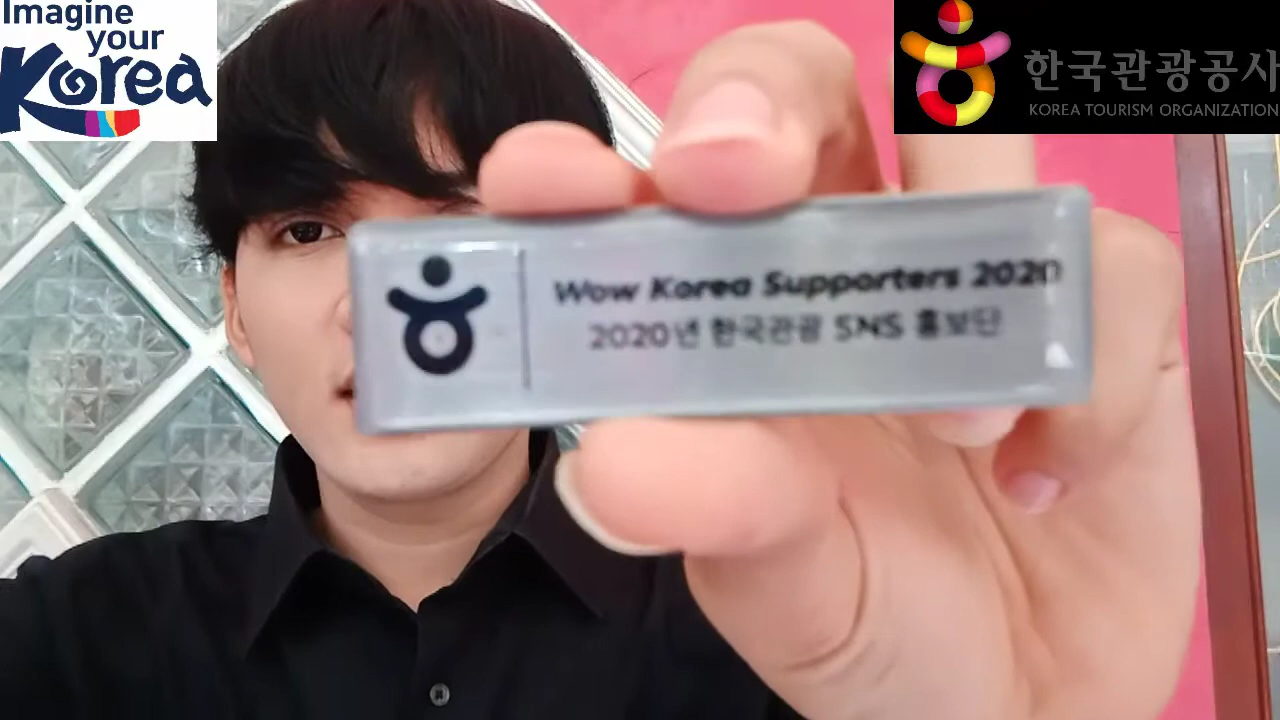 Imagine
your
Korea
한국관광공사
KOREA TOURISM ORGANIZATION
Wow Korea Supporters 2020
2020년 한국관광 SNS 홍보단